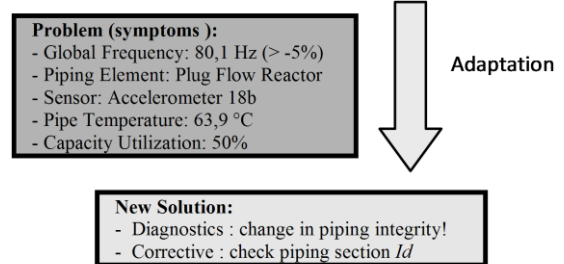 Problem (symptoms ):
- Global Frequency: 80,1 Hz (> -5%)
- Piping Element: Plug Flow Reactor
- Sensor: Accelerometer 18b
- Pipe Temperature: 63,9 °C
- Capacity Utilization: 50%
Adaptation
New Solution:
- Diagnostics : change in piping integrity!
- Corrective : check piping section Id